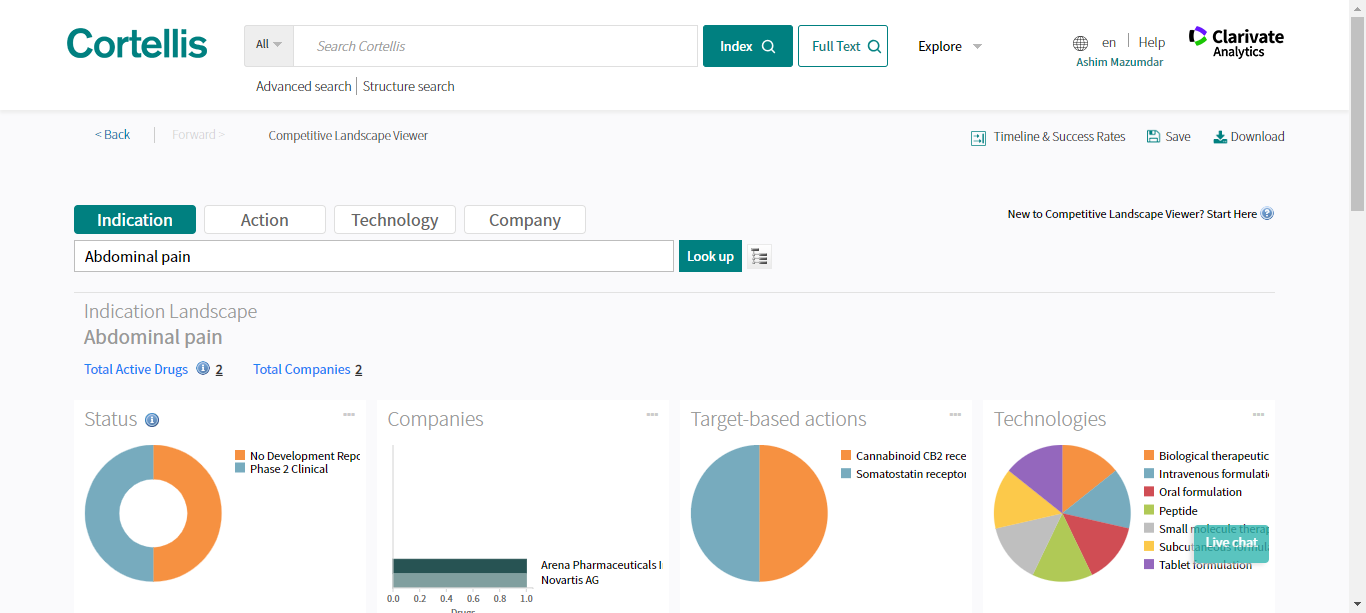 Cortellis
All
Search Cortellis
Index
Full Text
Explore
en
Help
Ashim Mazumdar
Clarivate
Analytics
Advanced search
Structure search
< Back
Forward >
Competitive Landscape Viewer
Timeline & Success Rates
Save
Download
Indication
Action
Technology
Company
New to Competitive Landscape Viewer? Start Here
Abdominal pain
Look up
Indication Landscape
Abdominal pain
Total Active Drugs 2
Total Companies 2
Status
No Development Repo
Phase 2 Clinical
Companies
Arena Pharmaceuticals I
Novartis AG
0.0 0.2 0.4 0.6 0.8 1.0
Drugs
Target-based actions
Cannabinoid CB2 rece
Somatostatin receptor
Technologies
Biological therapeutic
Intravenous formulati
Oral formulation
Peptide
Small molecule therap
Subcutaneous formula
Tablet formulation
Live chat